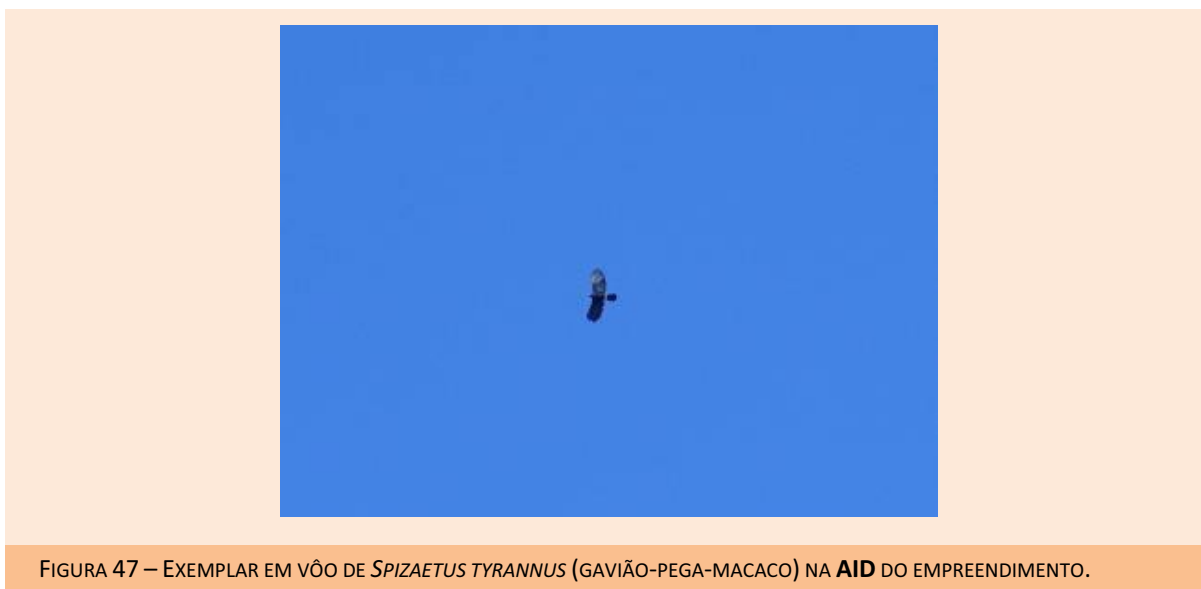 FIGURA 47 – EXEMPLAR EM VÔO DE SPIZAETUS TYRANNUS (GAVIÃO-PEGA-MACACO) NA AID DO EMPREENDIMENTO.